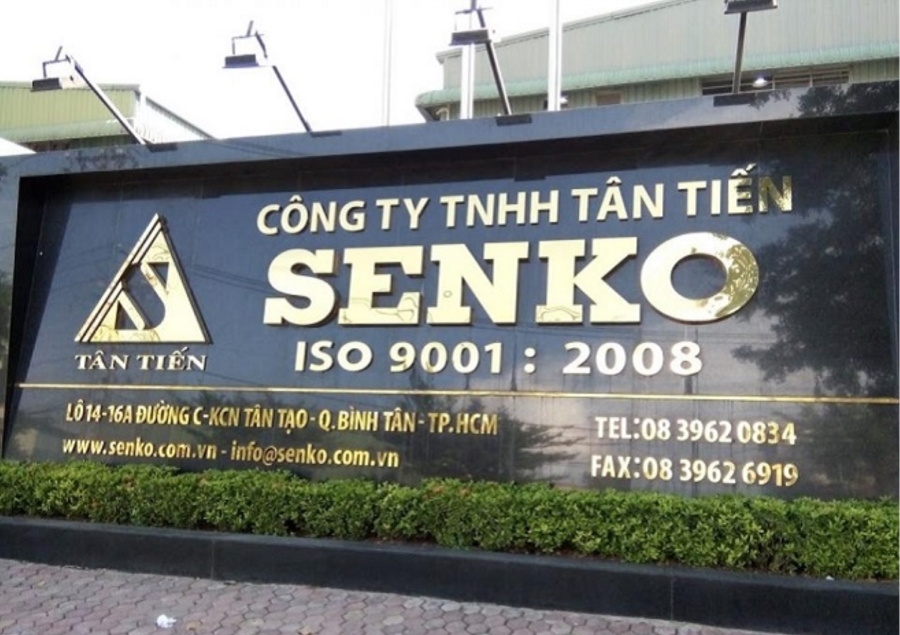 CÔNG TY TNHH TÂN TIẾN
SENKO
ISO 9001 : 2008
TÂN TIẾN
LÔ 14-16A ĐƯỜNG C-KCN TÂN TẠO - Q.BÌNH TÂN - TP.HCM
www.senko.com.vn - info@senko.com.vn
TEL:08 3962 0834
FAX:08 3962 6919